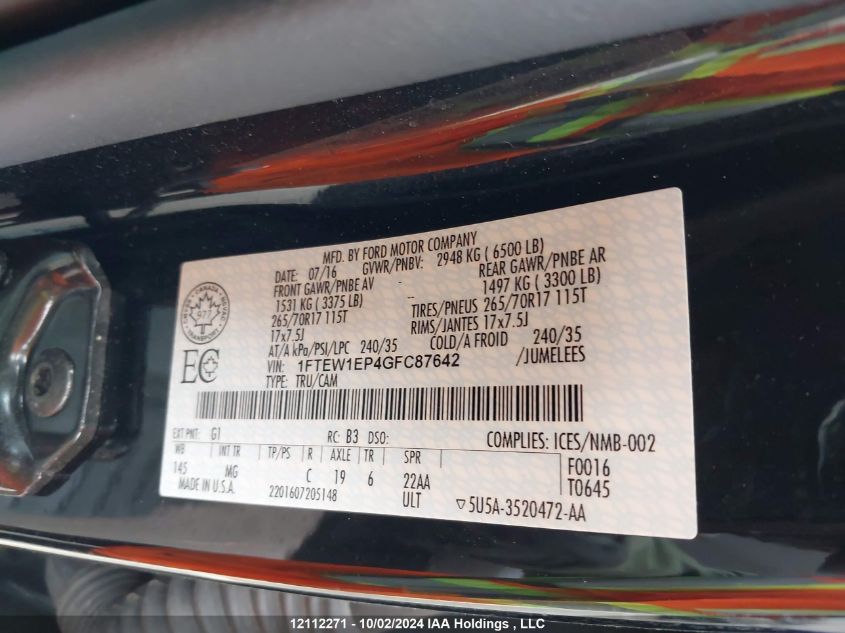 MFD. BY FORD MOTOR COMPANY
DATE: 07/16 GVWR/PNBV: 2948 KG ( 6500 LB)
FRONT GAWR/PNBE AV REAR GAWR/PNBE AR
1531 KG ( 3375 LB) -- 1497 KG ( 3300 LB)
265/70R17 115T TIRES/PNEUS 265/70R17 115T
17x7.5J RIMS/JANTES 17x7.5J
AT/A kPa/PSI/LPC 240/35 COLD/A FROID 240/35
VIN: 1FTEW1EP4GFC87642 /JUMELEES
TYPE: TRU/CAM
CANADA
977
TRANSPORT
EC
EXT PNT: G1 RC: B3 DSO: COMPLIES: ICES/NMB-002
WB INT TR TP/PS R AXLE TR SPR F0016
145 MG C 19 6 22AA T0645
MADE IN U.S.A. 2201607205148 ULT ▽5U5A-3520472-AA
12112271 - 10/02/2024 IAA Holdings , LLC